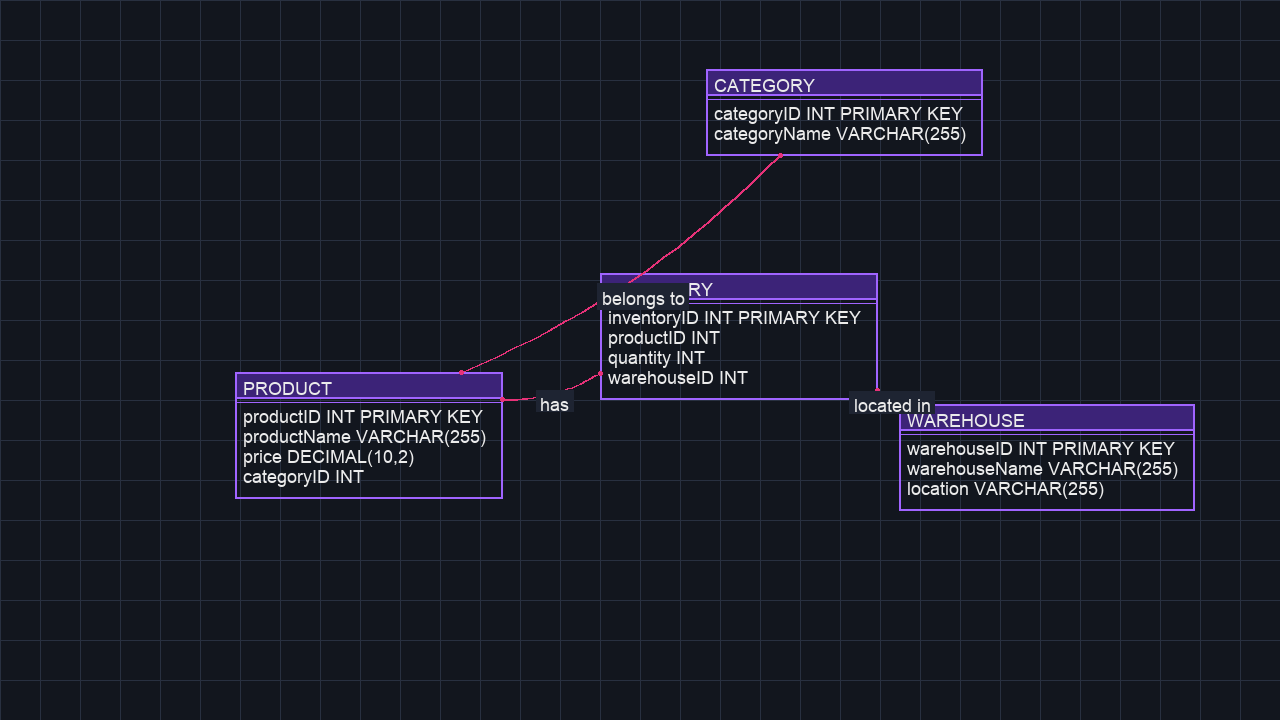 CATEGORY
categoryID INT PRIMARY KEY
categoryName VARCHAR(255)
RY
belongs to
inventoryID INT PRIMARY KEY
productID INT
quantity INT
warehouseID INT
PRODUCT
productID INT PRIMARY KEY
productName VARCHAR(255)
price DECIMAL(10,2)
categoryID INT
has
located in
WAREHOUSE
warehouseID INT PRIMARY KEY
warehouseName VARCHAR(255)
location VARCHAR(255)